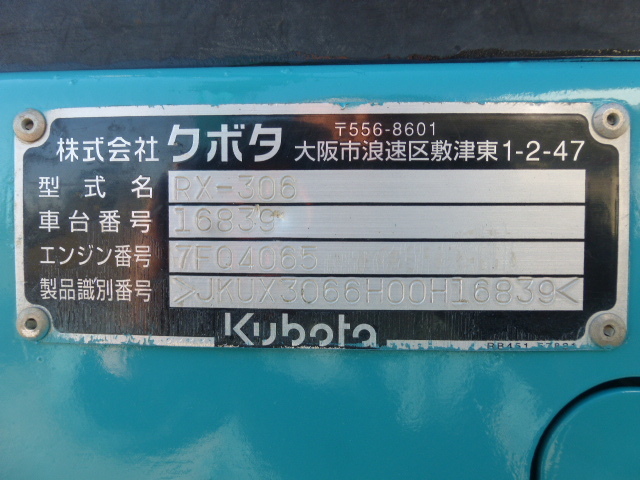 〒556-8601
株式会社 クボタ 大阪市浪速区敷津東1-2-47
型式名 RX-306
車台番号 16839
エンジン番号 7FQ4065
製品識別番号 >JKUX3066H00H16839<
Kubota